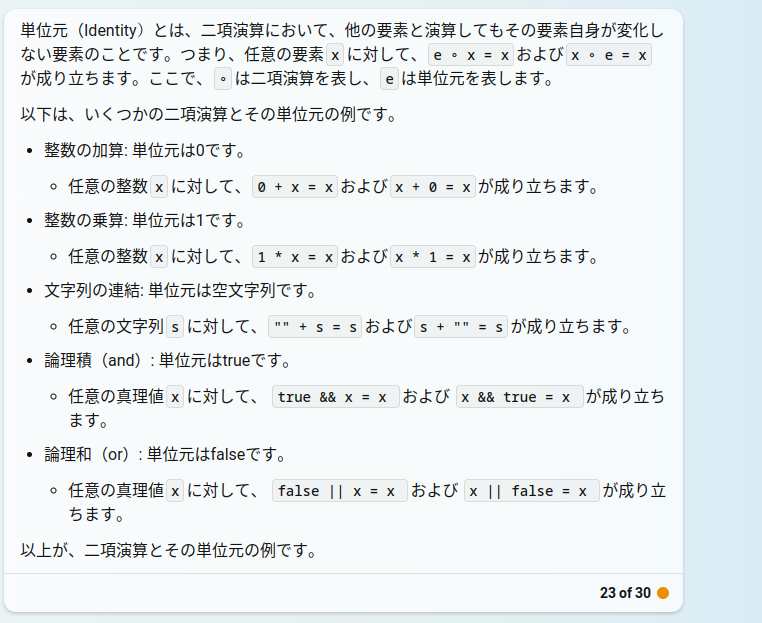 単位元（Identity）とは、二項演算において、他の要素と演算してもその要素自身が変化し
ない要素のことです。つまり、任意の要素 x に対して、 e ∘ x = x および x ∘ e = x
が成り立ちます。ここで、 ∘ は二項演算を表し、 e は単位元を表します。
以下は、いくつかの二項演算とその単位元の例です。
• 整数の加算: 単位元は0です。
◦ 任意の整数 x に対して、 0 + x = x および x + 0 = x が成り立ちます。
• 整数の乗算: 単位元は1です。
◦ 任意の整数 x に対して、 1 * x = x および x * 1 = x が成り立ちます。
• 文字列の連結: 単位元は空文字列です。
◦ 任意の文字列 s に対して、 "" + s = s および s + "" = s が成り立ちます。
• 論理積（and）: 単位元はtrueです。
◦ 任意の真理値 x に対して、 true && x = x および x && true = x が成り立ち
ます。
• 論理和（or）: 単位元はfalseです。
◦ 任意の真理値 x に対して、 false || x = x および x || false = x が成り立
ちます。
以上が、二項演算とその単位元の例です。
23 of 30